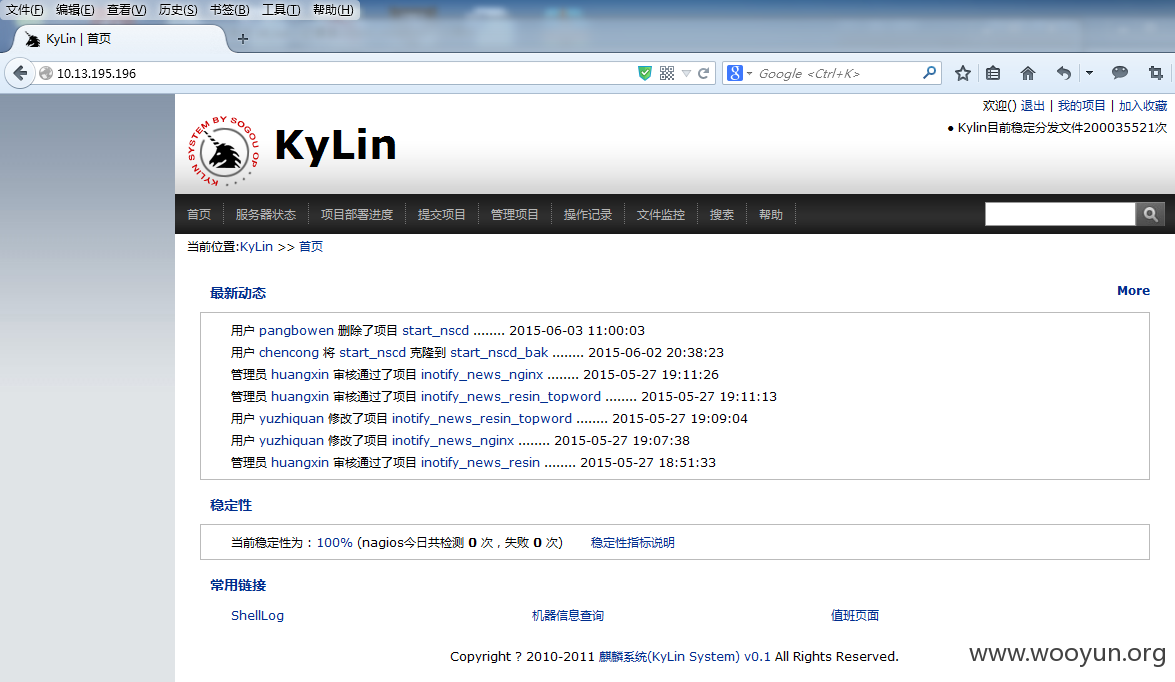 文件(F) 编辑(E) 查看(V) 历史(S) 书签(B) 工具(T) 帮助(H)
KyLin | 首页
10.13.195.196
Google <Ctrl+K>
欢迎() 退出 | 我的项目 | 加入收藏
● Kylin目前稳定分发文件200035521次
KYLIN SYSTEM BY SOGOU OP
KyLin
首页 服务器状态 项目部署进度 提交项目 管理项目 操作记录 文件监控 搜索 帮助
当前位置:KyLin >> 首页
最新动态 More
用户 pangbowen 删除了项目 start_nscd ........ 2015-06-03 11:00:03
用户 chencong 将 start_nscd 克隆到 start_nscd_bak ........ 2015-06-02 20:38:23
管理员 huangxin 审核通过了项目 inotify_news_nginx ........ 2015-05-27 19:11:26
管理员 huangxin 审核通过了项目 inotify_news_resin_topword ........ 2015-05-27 19:11:13
用户 yuzhiquan 修改了项目 inotify_news_resin_topword ........ 2015-05-27 19:09:04
用户 yuzhiquan 修改了项目 inotify_news_nginx ........ 2015-05-27 19:07:38
管理员 huangxin 审核通过了项目 inotify_news_resin ........ 2015-05-27 18:51:33
稳定性
当前稳定性为：100% (nagios今日共检测 0 次，失败 0 次) 稳定性指标说明
常用链接
ShellLog 机器信息查询 值班页面
Copyright ? 2010-2011 麒麟系统(KyLin System) v0.1 All Rights Reserved.
www.wooyun.org